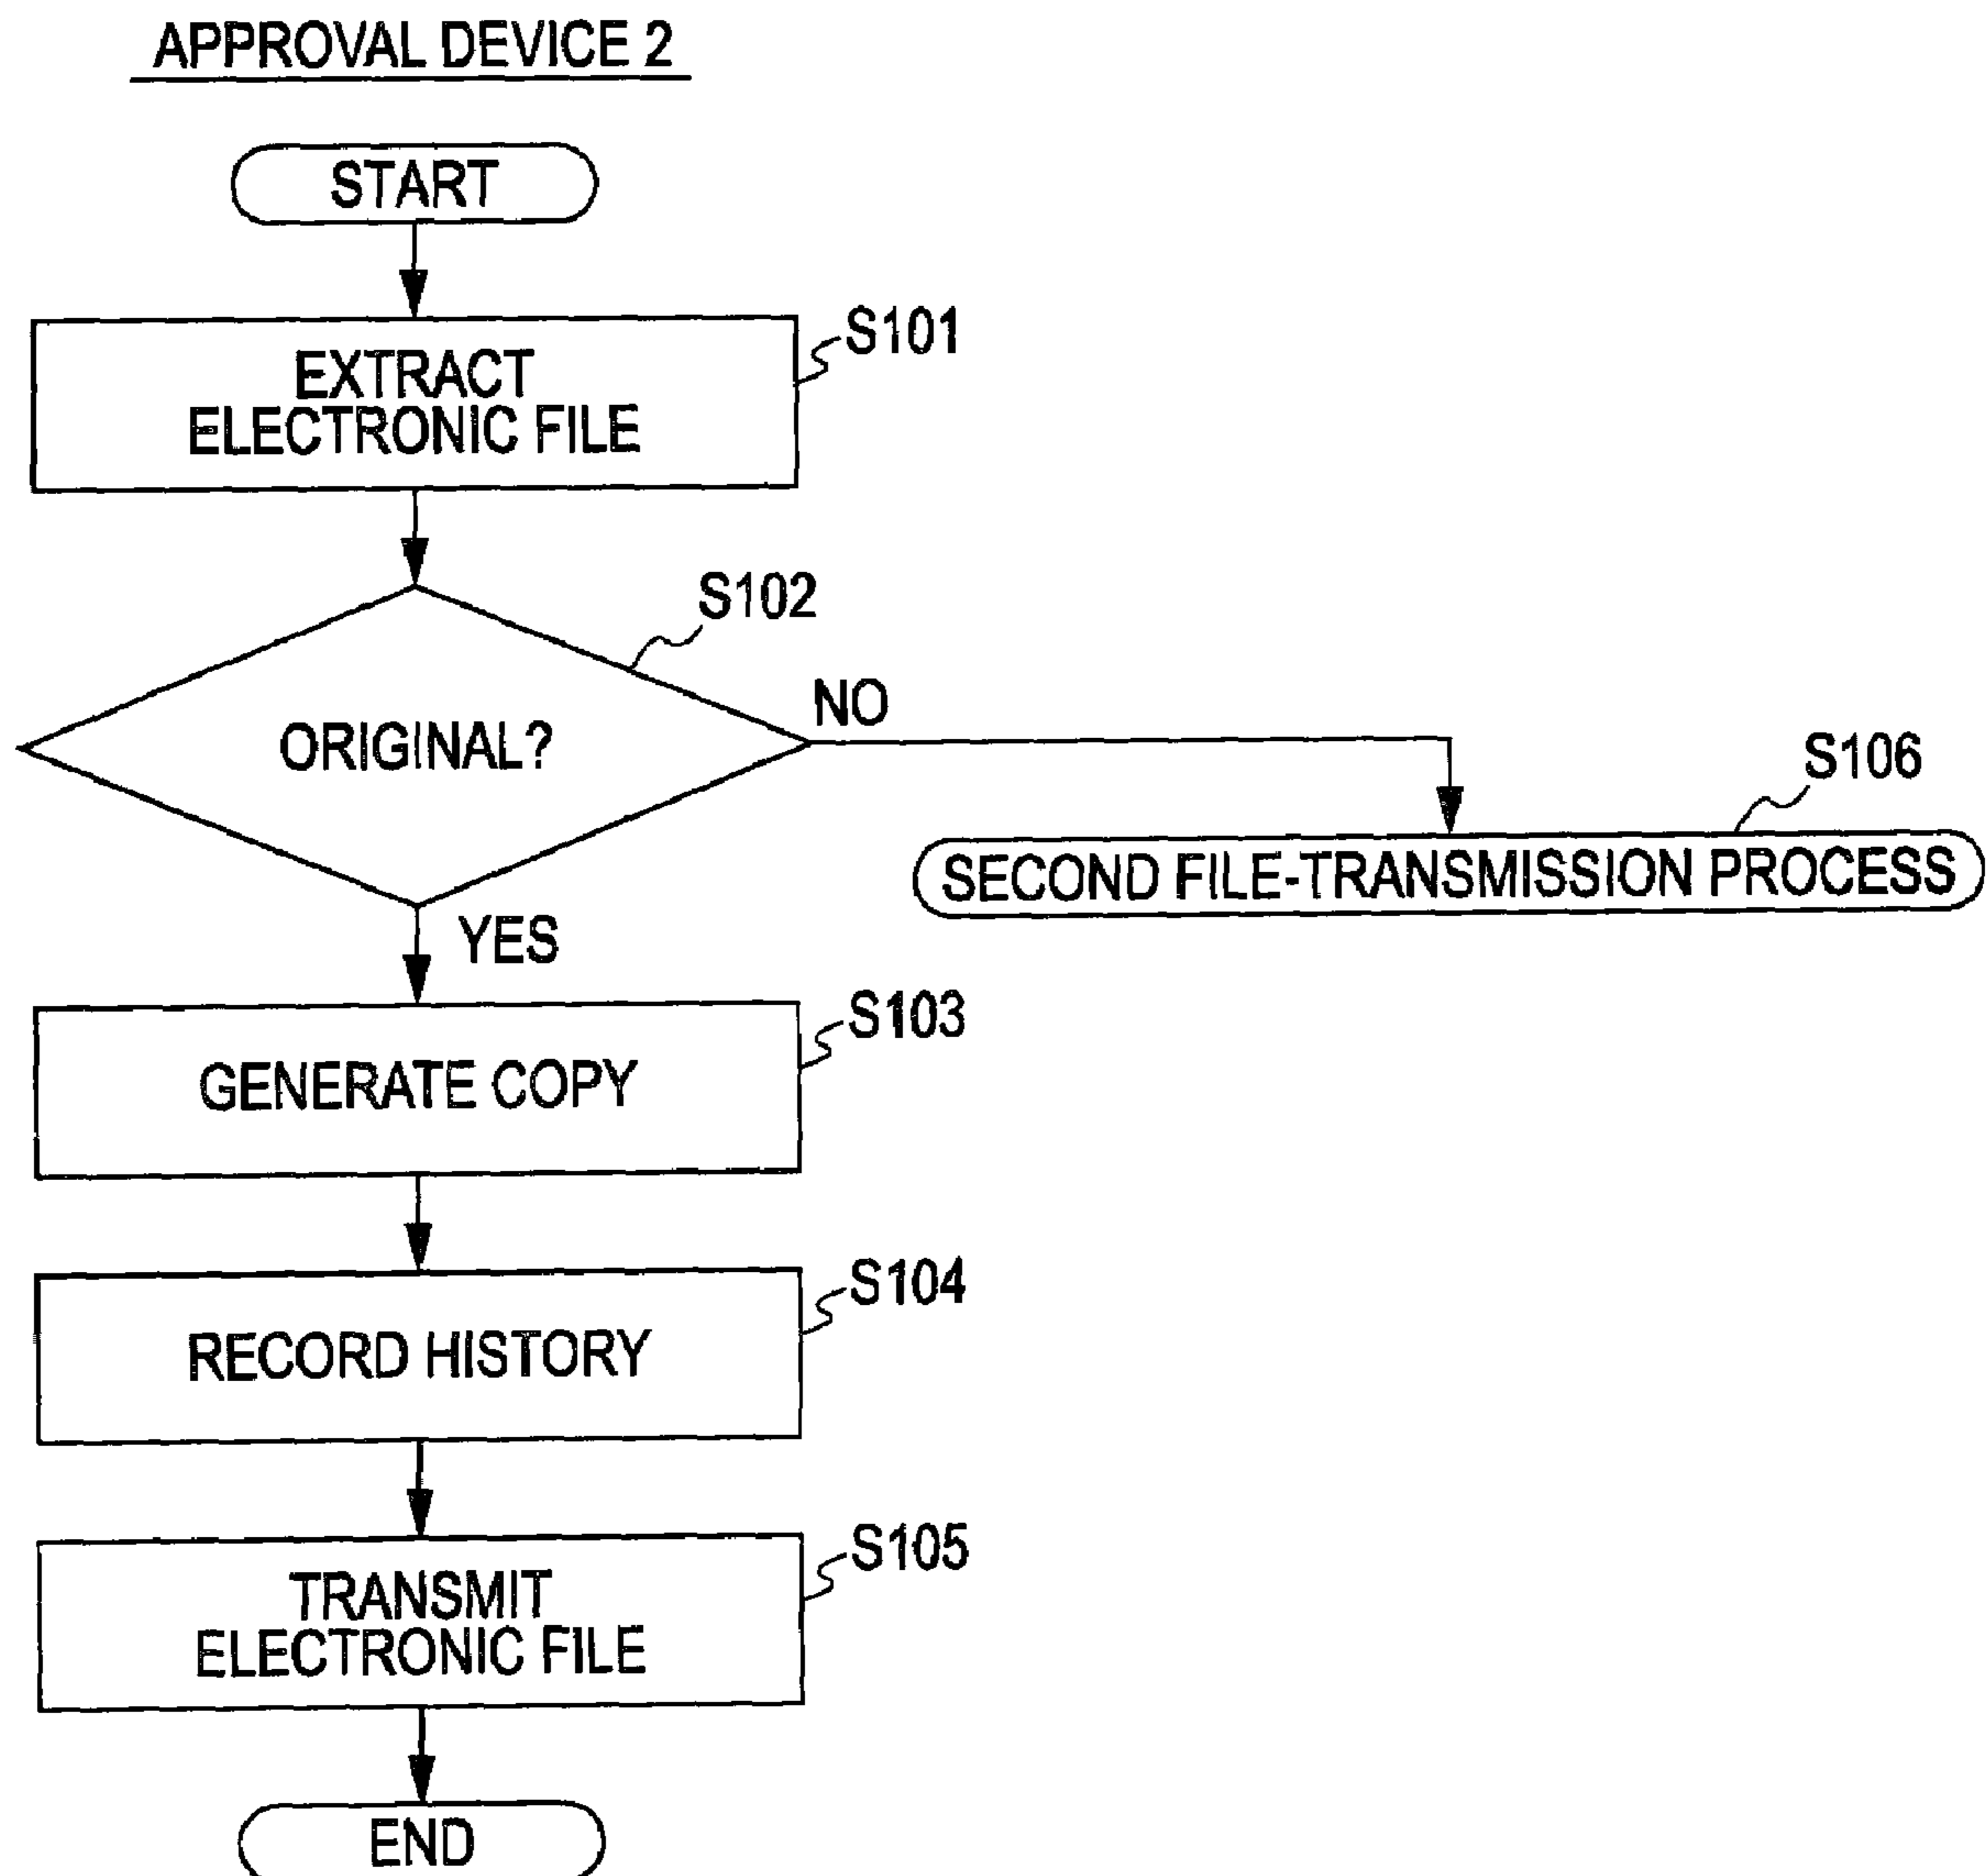 APPROVAL DEVICE 2
START
S101
EXTRACT
ELECTRONIC FILE
S102
ORIGINAL?
NO
S106
SECOND FILE-TRANSMISSION PROCESS
YES
S103
GENERATE COPY
S104
RECORD HISTORY
S105
TRANSMIT
ELECTRONIC FILE
END